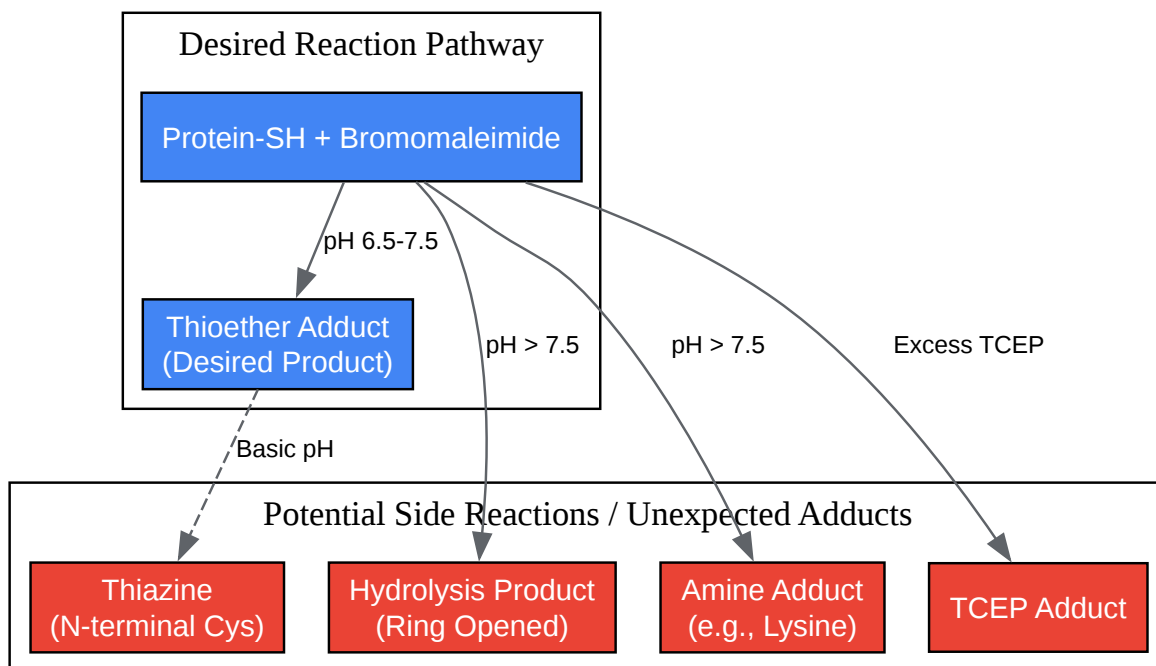 Desired Reaction Pathway
Protein-SH + Bromomaleimide
pH 6.5-7.5
Thioether Adduct
(Desired Product)
pH > 7.5
pH > 7.5
Excess TCEP
Basic pH
Potential Side Reactions / Unexpected Adducts
Thiazine
(N-terminal Cys)
Hydrolysis Product
(Ring Opened)
Amine Adduct
(e.g., Lysine)
TCEP Adduct